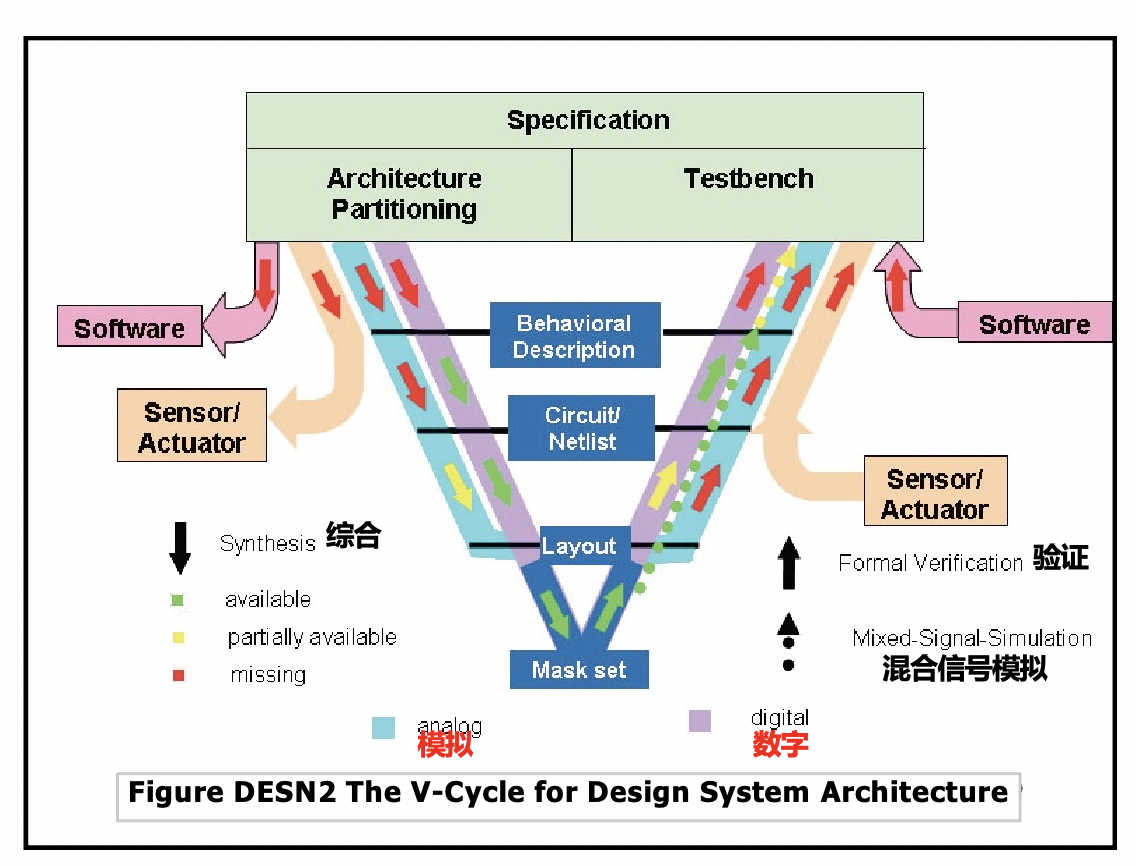 Specification
Architecture
Partitioning
Testbench
Software
Software
Behavioral
Description
Sensor/
Actuator
Circuit/
Netlist
Sensor/
Actuator
Layout
Synthesis 综合
available
partially available
missing
Formal Verification 验证
Mixed-Signal-Simulation
混合信号模拟
Mask set
analog
模拟
digital
数字
Figure DESN2 The V-Cycle for Design System Architecture